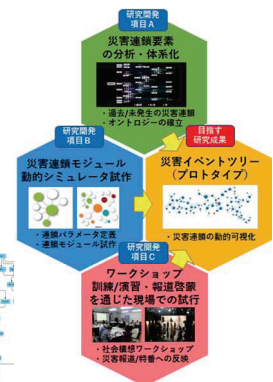 研究開発
項目A
災害連鎖要素
の分析・体系化
・過去/未発生の災害連鎖
・オントロジーの確立
研究開発
項目B
災害連鎖モジュール
動的シミュレータ試作
・連鎖パラメータ定義
・連鎖モジュール試作
目指す
研究成果
災害イベントツリー
(プロトタイプ)
・災害連鎖の動的可視化
研究開発
項目C
ワークショップ
訓練/演習・報道啓蒙
を通じた現場での試行
・社会構想ワークショップ
・災害報道/特番への反映